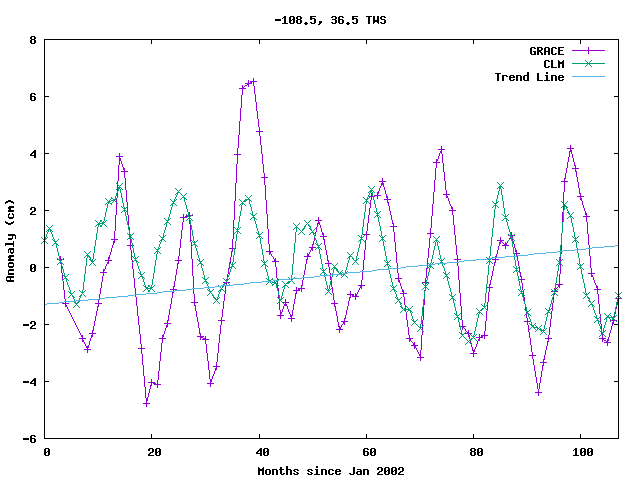 -108.5, 36.5 TWS
GRACE
CLM
Trend Line
Anomaly (cm)
8
6
4
2
0
-2
-4
-6
0 20 40 60 80 100
Months since Jan 2002